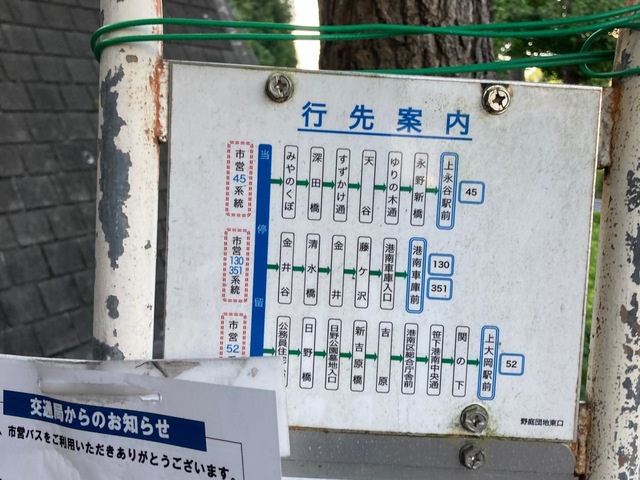 行先案内
当停留
市営45系統
みやのくぼ
深田橋
すずかけ通
天谷
ゆりの木通
永野新橋
上永谷駅前
45
市営130 351系統
金井谷
清水橋
金井
藤ケ沢
港南車庫入口
港南車庫前
130
351
市営52
公務員住
日野橋
日野公園墓地入口
新吉原橋
吉原
港南区総合庁舎前
笹下港南中央通
関の下
上大岡駅前
52
野庭団地東口
交通局からのお知らせ
市営バスをご利用いただきありがとうございます。